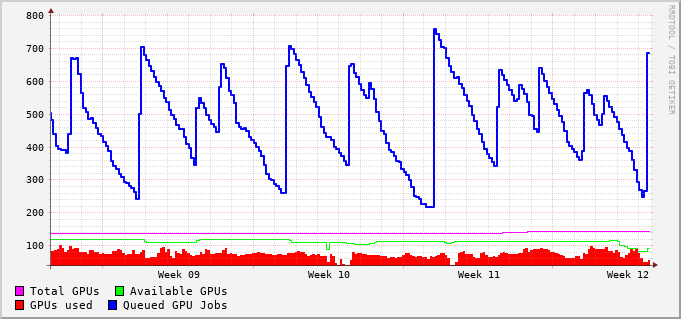 800
700
600
500
400
300
200
100
Week 09 Week 10 Week 11 Week 12
Total GPUs Available GPUs
GPUs used Queued GPU Jobs
RRDTOOL / TOBI OETIKER